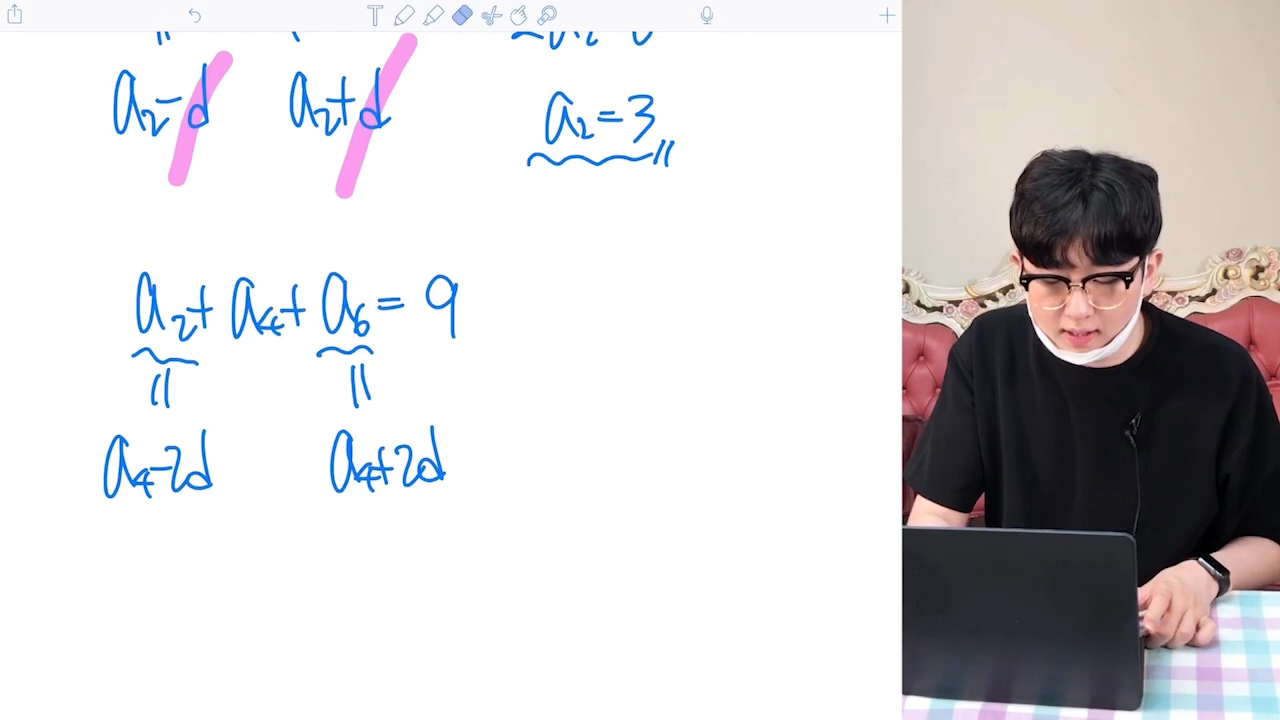 a₂-d a₂+d
a₂=3
a₂+ a₄+ a₆= 9
a₄-2d a₄+2d